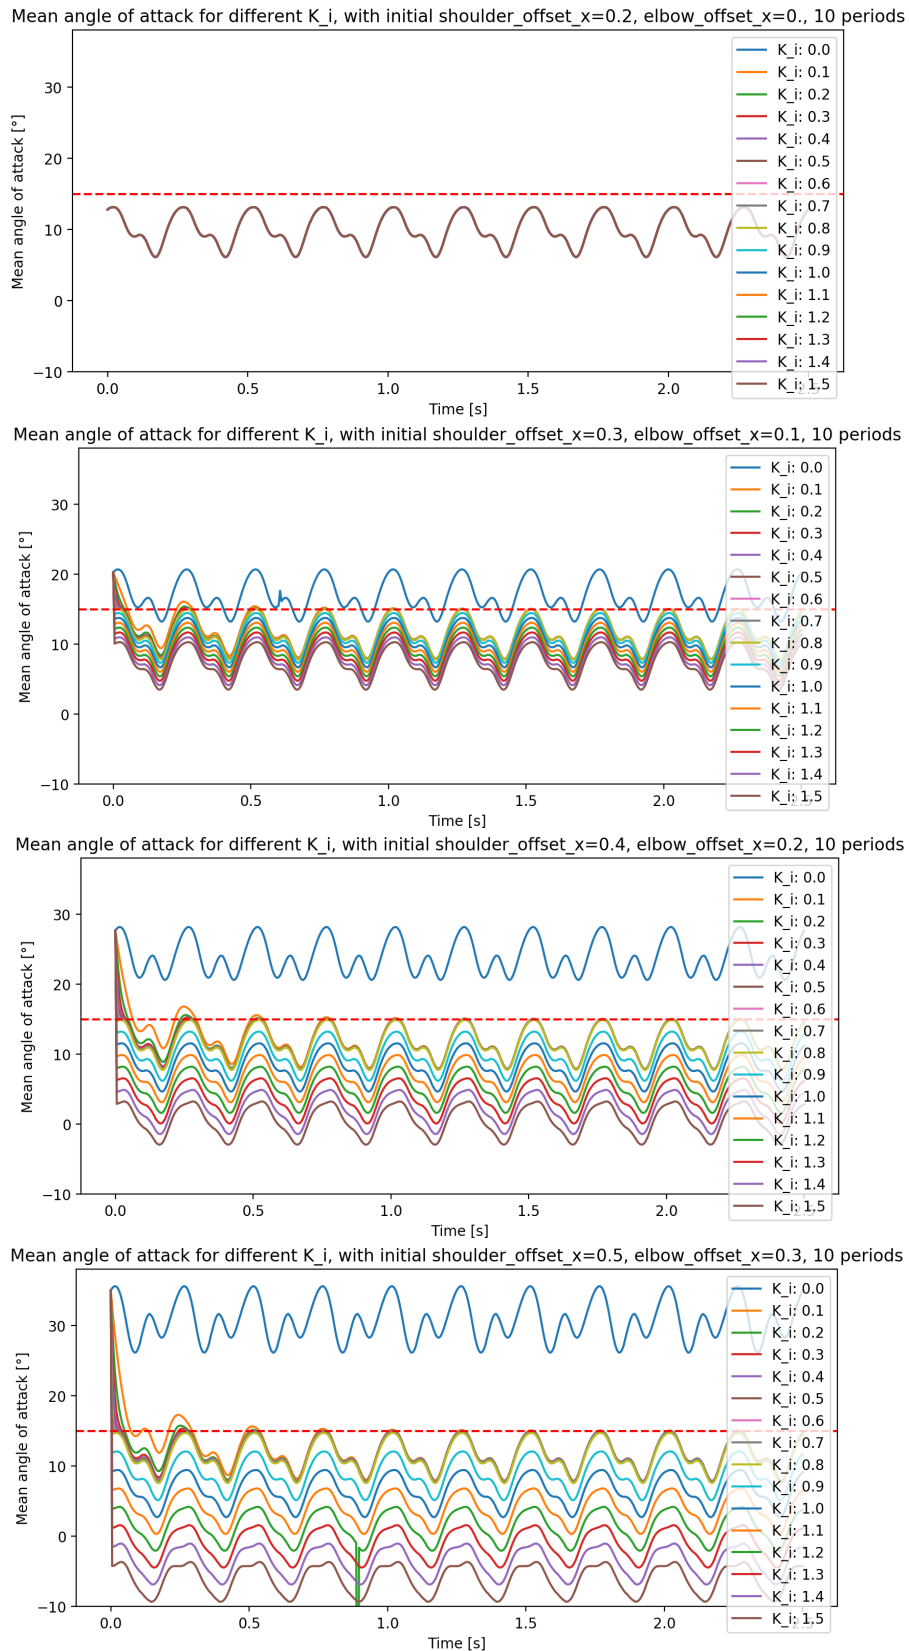 Mean angle of attack for different K_i, with initial shoulder_offset_x=0.2, elbow_offset_x=0., 10 periods
Mean angle of attack [°]
30
20
10
0
−10
0.0
0.5
1.0
1.5
2.0
2.5
Time [s]
K_i: 0.0
K_i: 0.1
K_i: 0.2
K_i: 0.3
K_i: 0.4
K_i: 0.5
K_i: 0.6
K_i: 0.7
K_i: 0.8
K_i: 0.9
K_i: 1.0
K_i: 1.1
K_i: 1.2
K_i: 1.3
K_i: 1.4
K_i: 1.5
Mean angle of attack for different K_i, with initial shoulder_offset_x=0.3, elbow_offset_x=0.1, 10 periods
Mean angle of attack [°]
30
20
10
0
−10
0.0
0.5
1.0
1.5
2.0
2.5
Time [s]
K_i: 0.0
K_i: 0.1
K_i: 0.2
K_i: 0.3
K_i: 0.4
K_i: 0.5
K_i: 0.6
K_i: 0.7
K_i: 0.8
K_i: 0.9
K_i: 1.0
K_i: 1.1
K_i: 1.2
K_i: 1.3
K_i: 1.4
K_i: 1.5
Mean angle of attack for different K_i, with initial shoulder_offset_x=0.4, elbow_offset_x=0.2, 10 periods
Mean angle of attack [°]
30
20
10
0
−10
0.0
0.5
1.0
1.5
2.0
2.5
Time [s]
K_i: 0.0
K_i: 0.1
K_i: 0.2
K_i: 0.3
K_i: 0.4
K_i: 0.5
K_i: 0.6
K_i: 0.7
K_i: 0.8
K_i: 0.9
K_i: 1.0
K_i: 1.1
K_i: 1.2
K_i: 1.3
K_i: 1.4
K_i: 1.5
Mean angle of attack for different K_i, with initial shoulder_offset_x=0.5, elbow_offset_x=0.3, 10 periods
Mean angle of attack [°]
30
20
10
0
−10
0.0
0.5
1.0
1.5
2.0
2.5
Time [s]
K_i: 0.0
K_i: 0.1
K_i: 0.2
K_i: 0.3
K_i: 0.4
K_i: 0.5
K_i: 0.6
K_i: 0.7
K_i: 0.8
K_i: 0.9
K_i: 1.0
K_i: 1.1
K_i: 1.2
K_i: 1.3
K_i: 1.4
K_i: 1.5